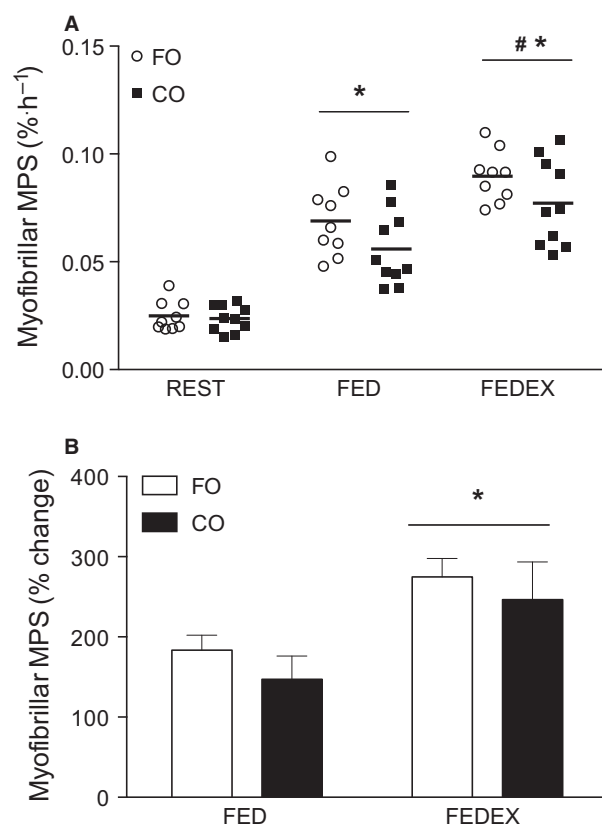 A
Myofibrillar MPS (%·h⁻¹)
0.15
0.10
0.05
0.00
FO
CO
*
# *
REST
FED
FEDEX
B
Myofibrillar MPS (% change)
400
300
200
100
0
FO
CO
*
FED
FEDEX